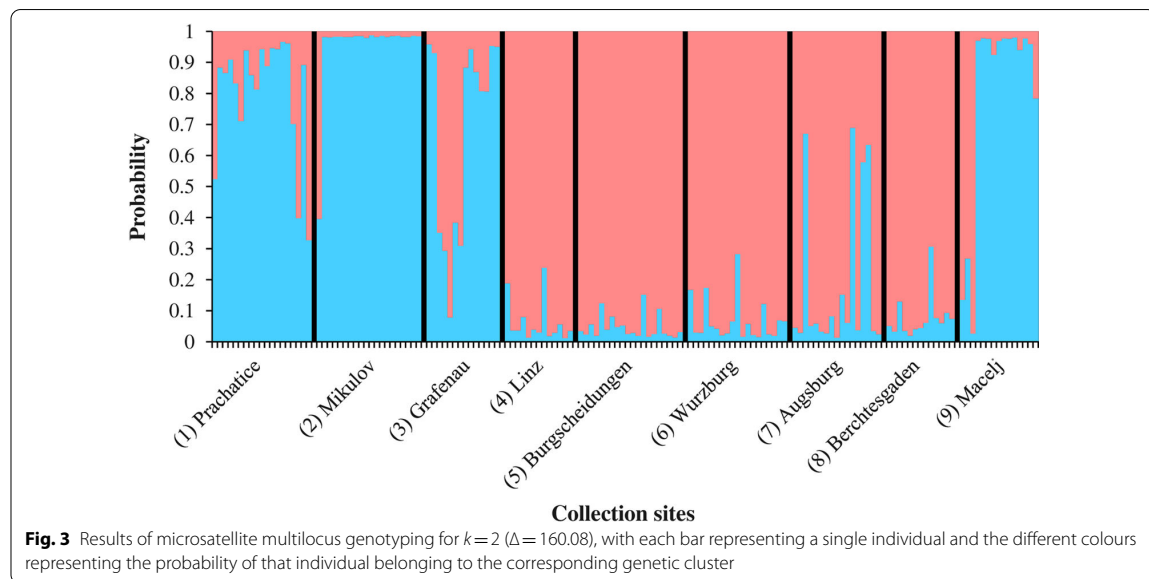 1
0.9
0.8
0.7
0.6
0.5
0.4
0.3
0.2
0.1
0
Probability
(1) Prachatice
(2) Mikulov
(3) Grafenau
(4) Linz
(5) Burgscheidungen
(6) Wurzburg
(7) Augsburg
(8) Berchtesgaden
(9) Macelj
Collection sites
Fig. 3 Results of microsatellite multilocus genotyping for k = 2 (Δ = 160.08), with each bar representing a single individual and the different colours
representing the probability of that individual belonging to the corresponding genetic cluster